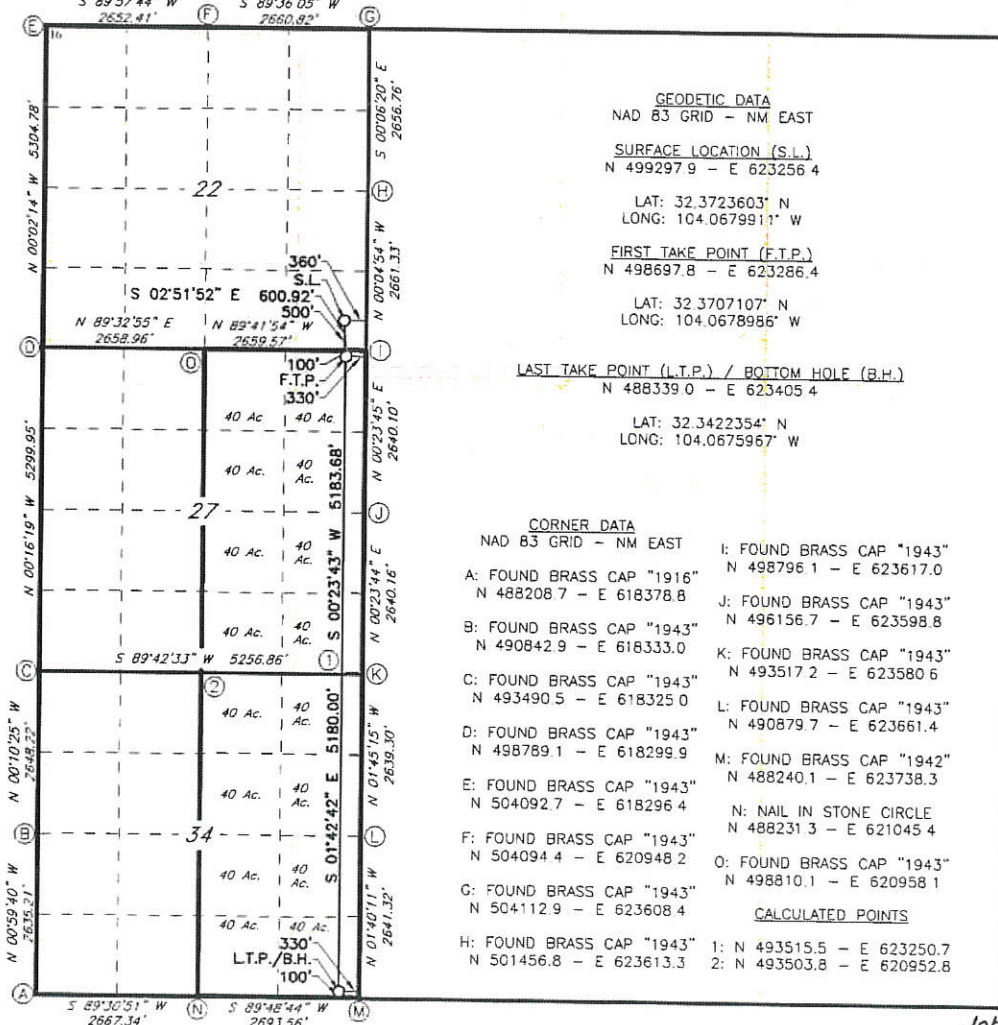 S 89°57'44" W
2652.41'
S 89°36'05" W
2660.82'
E
F
G
16
N 00°02'14" W 5304.78'
S 00°06'20" E
2656.76'
22
H
N 00°04'54" W
2661.33'
360'
S.L.
S 02°51'52" E 600.92'
500'
N 89°32'55" E
2658.96'
N 89°41'54" W
2659.57'
D
O
I
100'
F.T.P.
330'
40 Ac 40 Ac.
40 Ac. 40 Ac.
N 00°16'19" W 5299.95'
S 00°23'43" W 5183.68'
N 00°23'45" E
2640.10'
27
J
40 Ac. 40 Ac.
40 Ac. 40 Ac.
N 00°23'44" E
2640.16'
S 89°42'33" W 5256.86'
1
C
2
K
40 Ac. 40 Ac.
N 00°10'25" W
2648.22'
S 01°42'42" E 5180.00'
N 01°45'15" W
2639.30'
40 Ac. 40 Ac.
B
34
L
40 Ac. 40 Ac.
N 00°59'40" W
2635.21'
N 01°40'11" W
2641.32'
40 Ac. 40 Ac.
330'
L.T.P./B.H.
100'
A
N
M
S 89°30'51" W
2667.34'
S 89°48'44" W
2693.56'
GEODETIC DATA
NAD 83 GRID - NM EAST
SURFACE LOCATION (S.L.)
N 499297.9 - E 623256.4
LAT: 32.3723603° N
LONG: 104.0679911° W
FIRST TAKE POINT (F.T.P.)
N 498697.8 - E 623286.4
LAT: 32.3707107° N
LONG: 104.0678986° W
LAST TAKE POINT (L.T.P.) / BOTTOM HOLE (B.H.)
N 488339.0 - E 623405.4
LAT: 32.3422354° N
LONG: 104.0675967° W
CORNER DATA
NAD 83 GRID - NM EAST
A: FOUND BRASS CAP "1916"
N 488208.7 - E 618378.8
B: FOUND BRASS CAP "1943"
N 490842.9 - E 618333.0
C: FOUND BRASS CAP "1943"
N 493490.5 - E 618325.0
D: FOUND BRASS CAP "1943"
N 498789.1 - E 618299.9
E: FOUND BRASS CAP "1943"
N 504092.7 - E 618296.4
F: FOUND BRASS CAP "1943"
N 504094.4 - E 620948.2
G: FOUND BRASS CAP "1943"
N 504112.9 - E 623608.4
H: FOUND BRASS CAP "1943"
N 501456.8 - E 623613.3
I: FOUND BRASS CAP "1943"
N 498796.1 - E 623617.0
J: FOUND BRASS CAP "1943"
N 496156.7 - E 623598.8
K: FOUND BRASS CAP "1943"
N 493517.2 - E 623580.6
L: FOUND BRASS CAP "1943"
N 490879.7 - E 623661.4
M: FOUND BRASS CAP "1942"
N 488240.1 - E 623738.3
N: NAIL IN STONE CIRCLE
N 488231.3 - E 621045.4
O: FOUND BRASS CAP "1943"
N 498810.1 - E 620958.1
CALCULATED POINTS
1: N 493515.5 - E 623250.7
2: N 493503.8 - E 620952.8